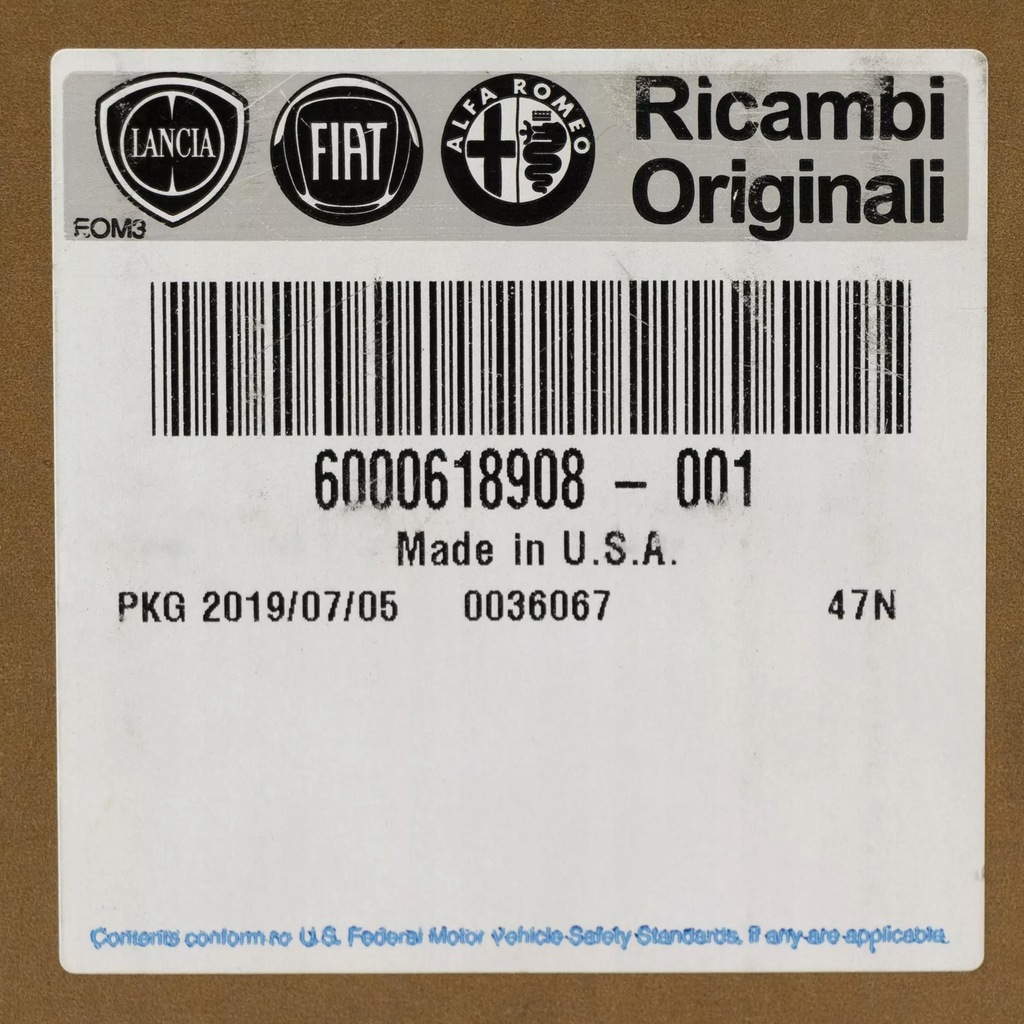 LANCIA
FIAT
ALFA ROMEO
Ricambi
Originali
EOM3
6000618908 - 001
Made in U.S.A.
PKG 2019/07/05 0036067 47N
Contents conform to U.S. Federal Motor Vehicle Safety Standards, if any are applicable.